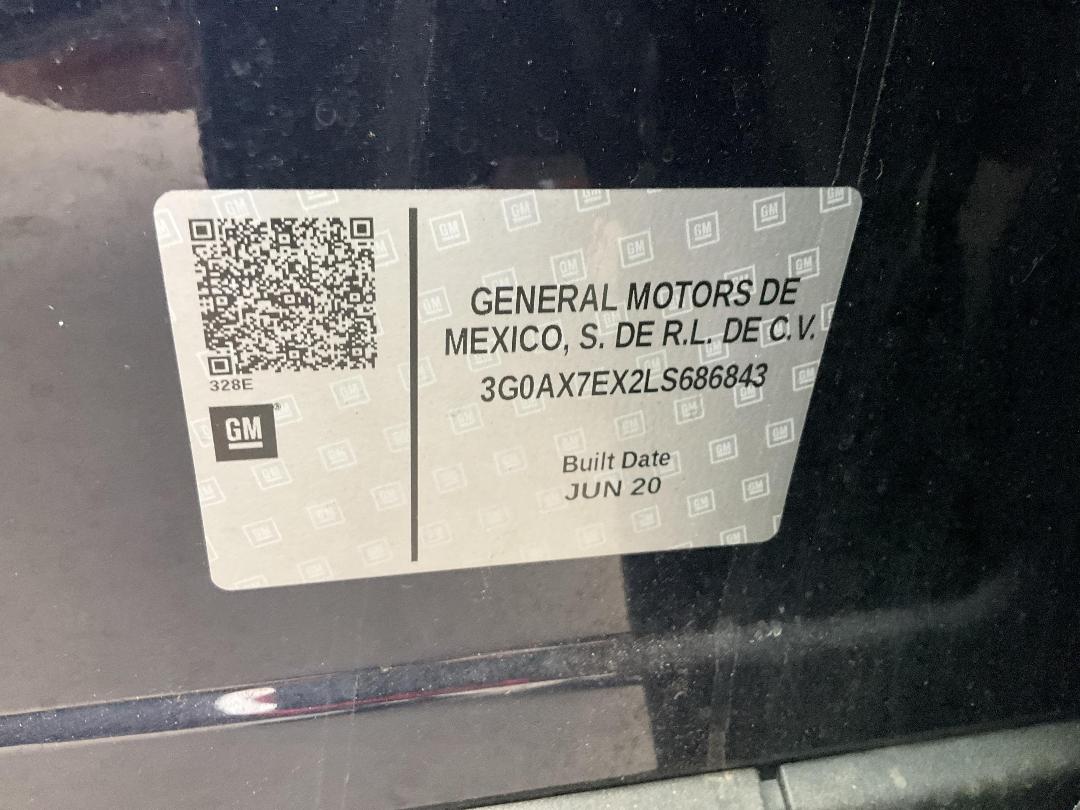 328E
GM
GENERAL MOTORS DE
MEXICO, S. DE R.L. DE C.V.
3G0AX7EX2LS686843
Built Date
JUN 20